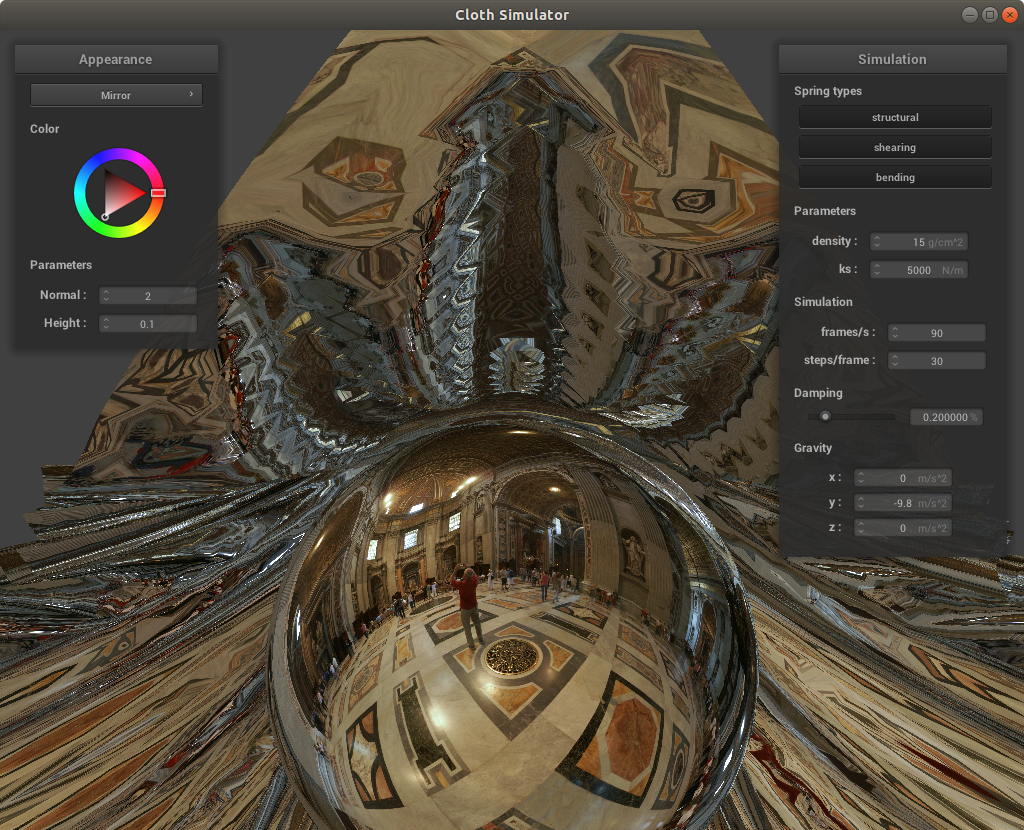 Cloth Simulator
Appearance
Mirror
Color
Parameters
Normal : 2
Height : 0.1
Simulation
Spring types
structural
shearing
bending
Parameters
density : 15 g/cm^2
ks : 5000 N/m
Simulation
frames/s : 90
steps/frame : 30
Damping
0.200000 %
Gravity
x : 0 m/s^2
y : -9.8 m/s^2
z : 0 m/s^2